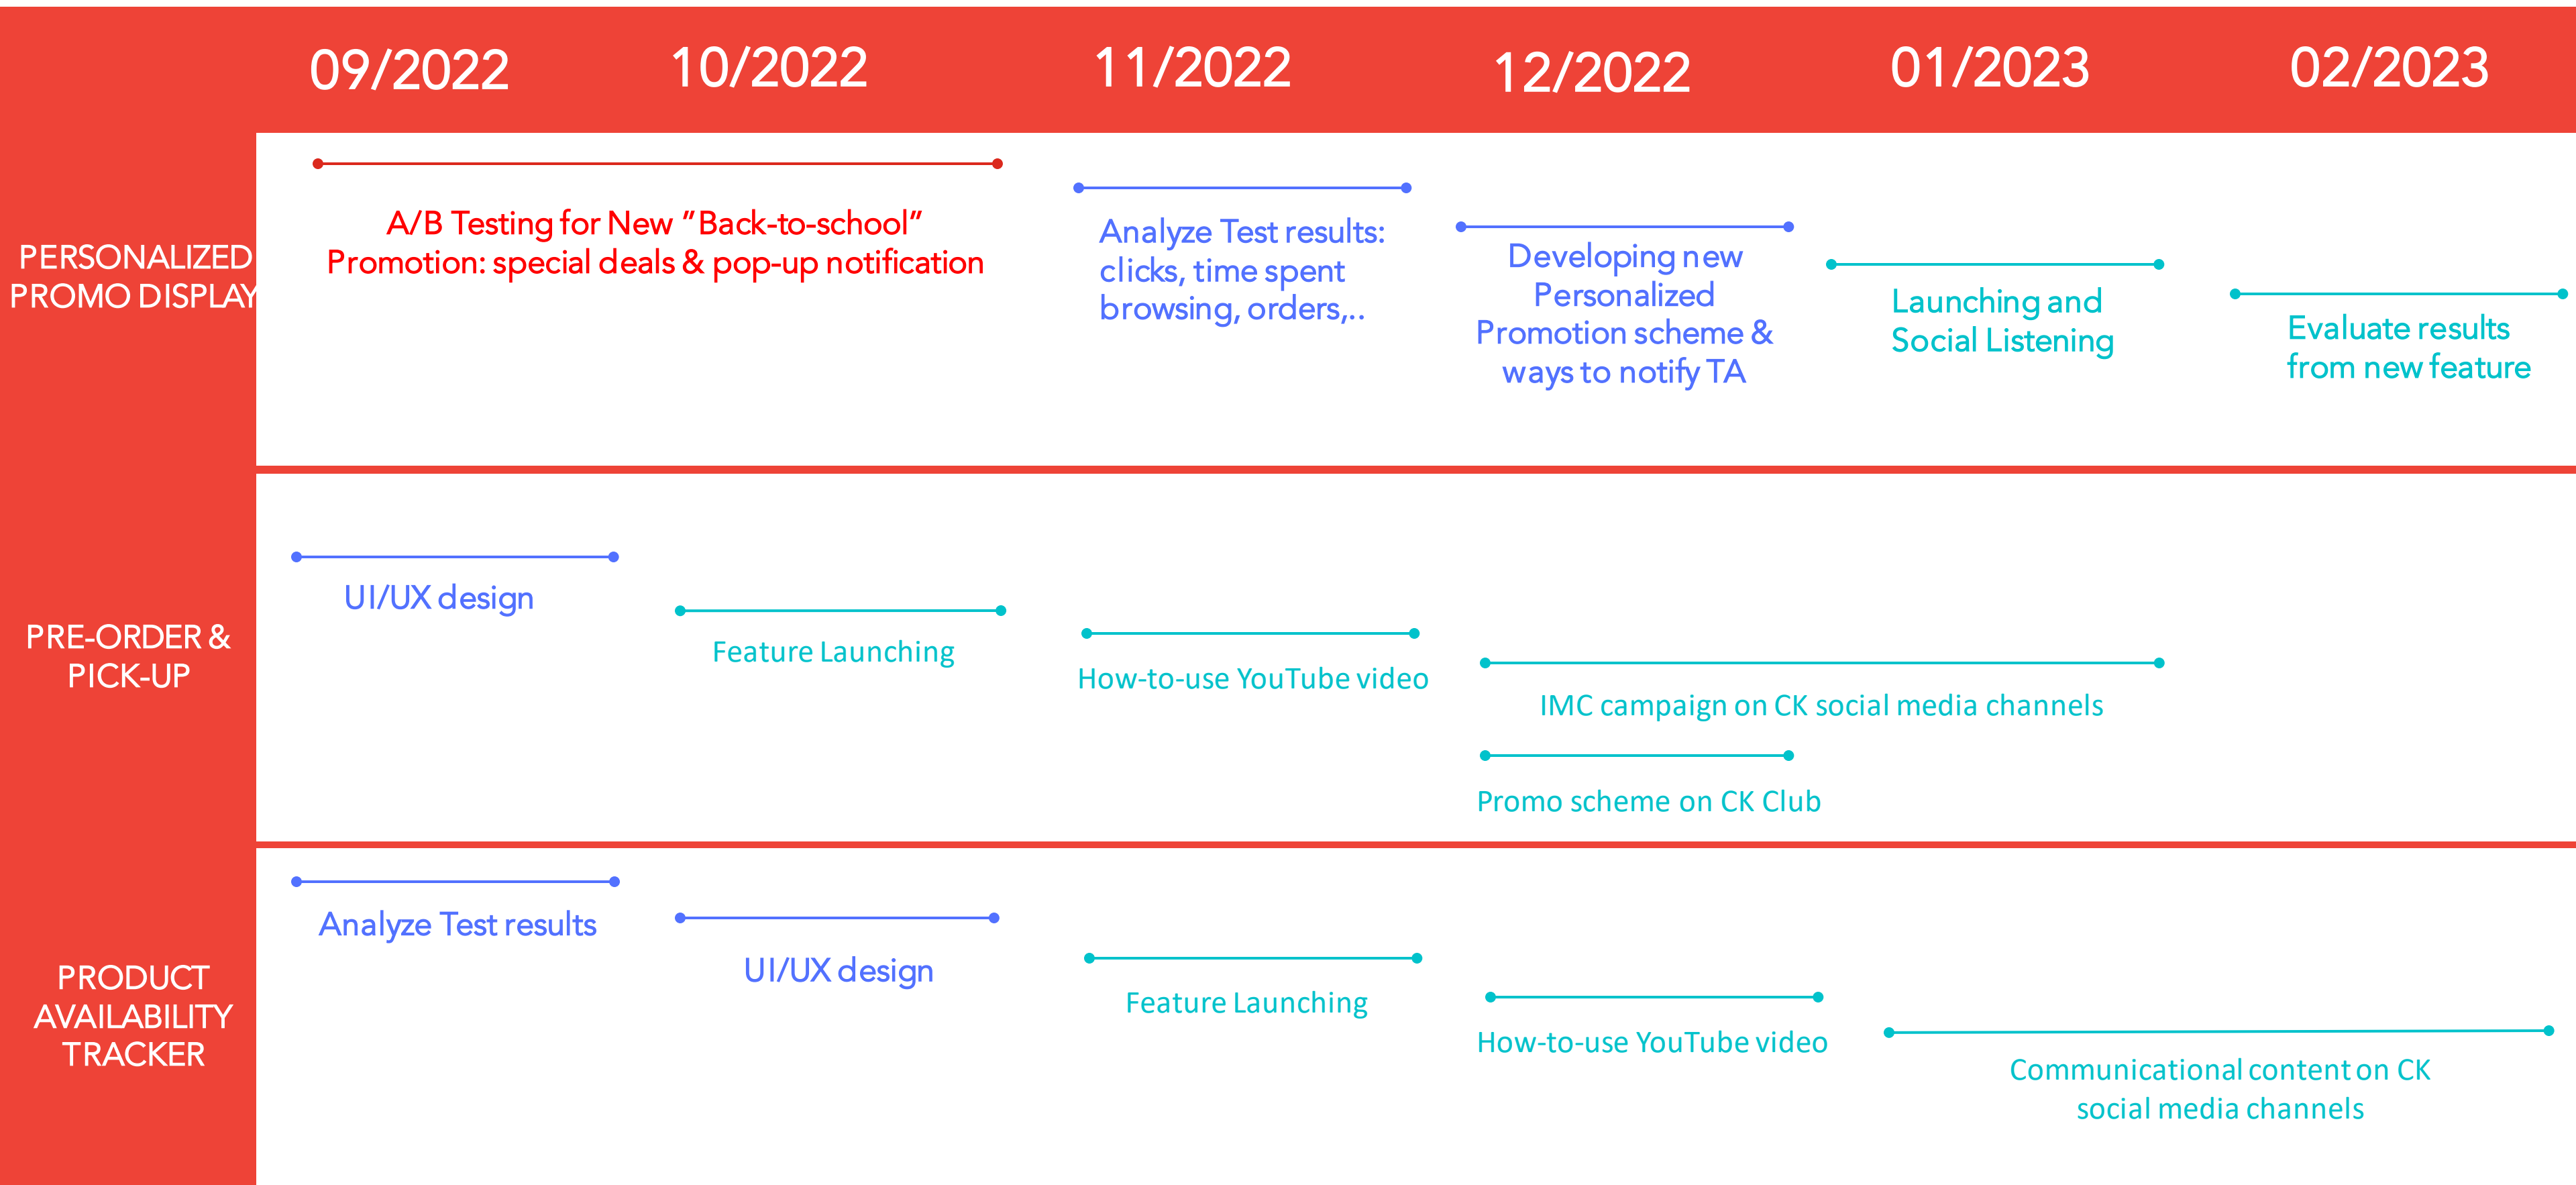 09/2022
10/2022
11/2022
12/2022
01/2023
02/2023
PERSONALIZED
PROMO DISPLAY
A/B Testing for New ”Back-to-school”
Promotion: special deals & pop-up notification
Analyze Test results:
clicks, time spent
browsing, orders,..
Developing new
Personalized
Promotion scheme &
ways to notify TA
Launching and
Social Listening
Evaluate results
from new feature
PRE-ORDER &
PICK-UP
UI/UX design
Feature Launching
How-to-use YouTube video
IMC campaign on CK social media channels
Promo scheme on CK Club
PRODUCT
AVAILABILITY
TRACKER
Analyze Test results
UI/UX design
Feature Launching
How-to-use YouTube video
Communicational content on CK
social media channels